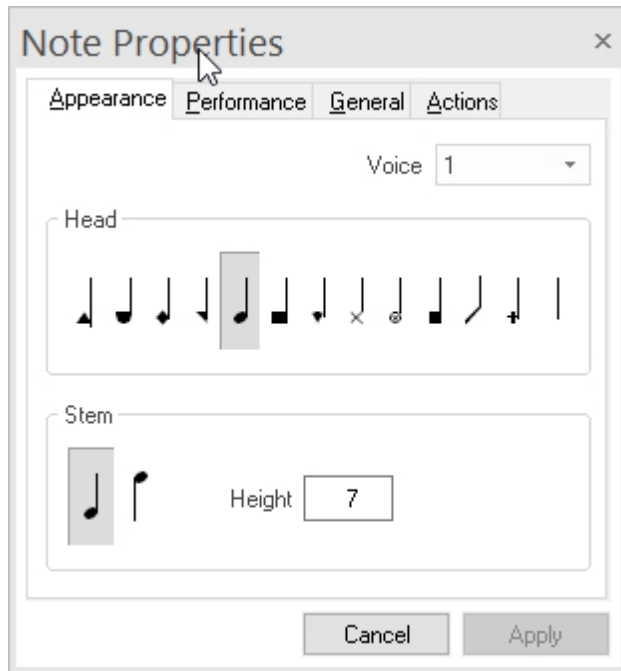 Note Properties
Appearance Performance General Actions
Voice 1
Head
Stem
Height 7
Cancel Apply